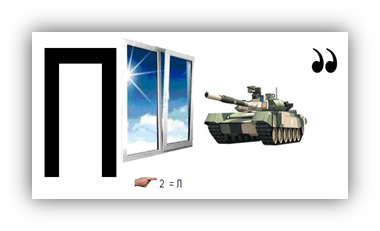 П ,,
2 = Л